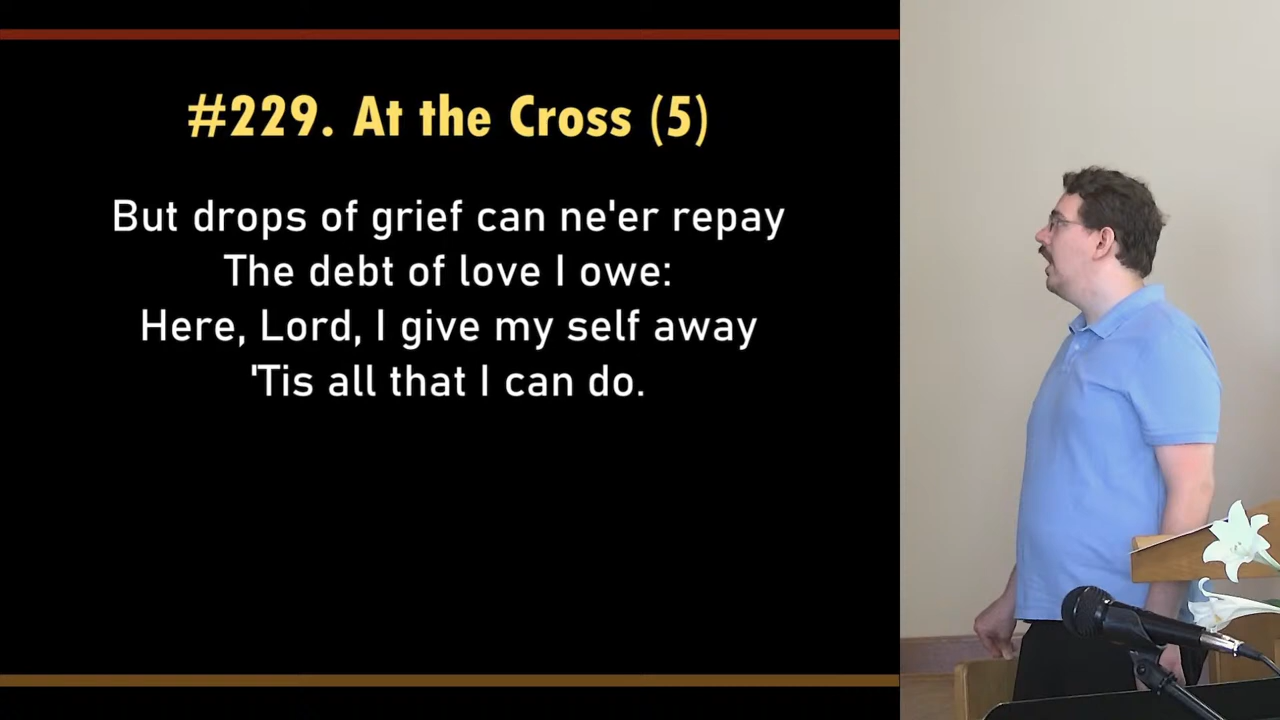 #229. At the Cross (5)
But drops of grief can ne'er repay
The debt of love I owe:
Here, Lord, I give my self away
'Tis all that I can do.